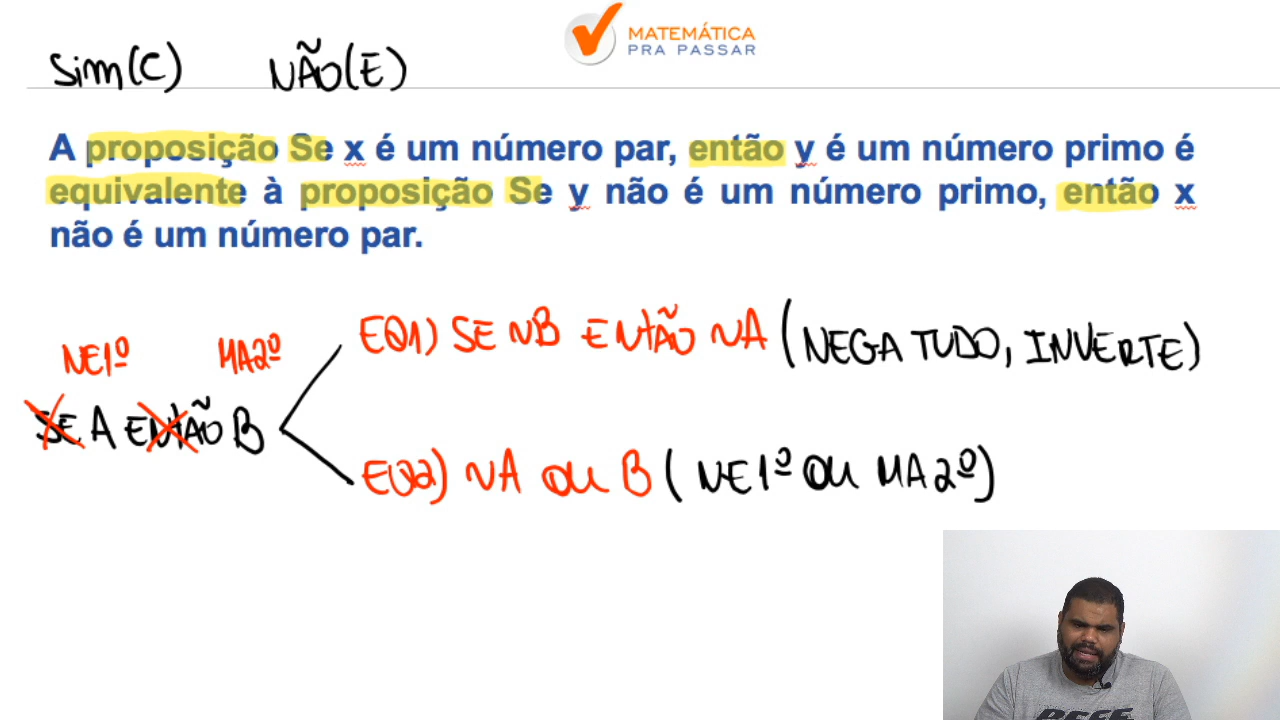 MATEMÁTICA
PRA PASSAR
Sim(C) NÃO(E)
A proposição Se x é um número par, então y é um número primo é
equivalente à proposição Se y não é um número primo, então x
não é um número par.
EQ1) SE NB ENTÃO NA (NEGA TUDO, INVERTE)
NE1º MA2º
SE A ENTÃO B
EQ2) NA OU B (NE1º OU MA2º)